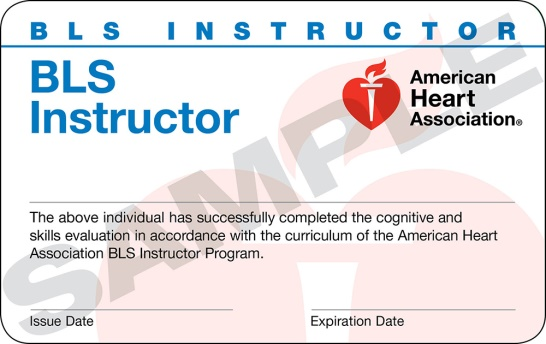 BLS INSTRUCTOR
BLS
Instructor
American
Heart
Association®
SAMPLE
The above individual has successfully completed the cognitive and
skills evaluation in accordance with the curriculum of the American Heart
Association BLS Instructor Program.
Issue Date
Expiration Date